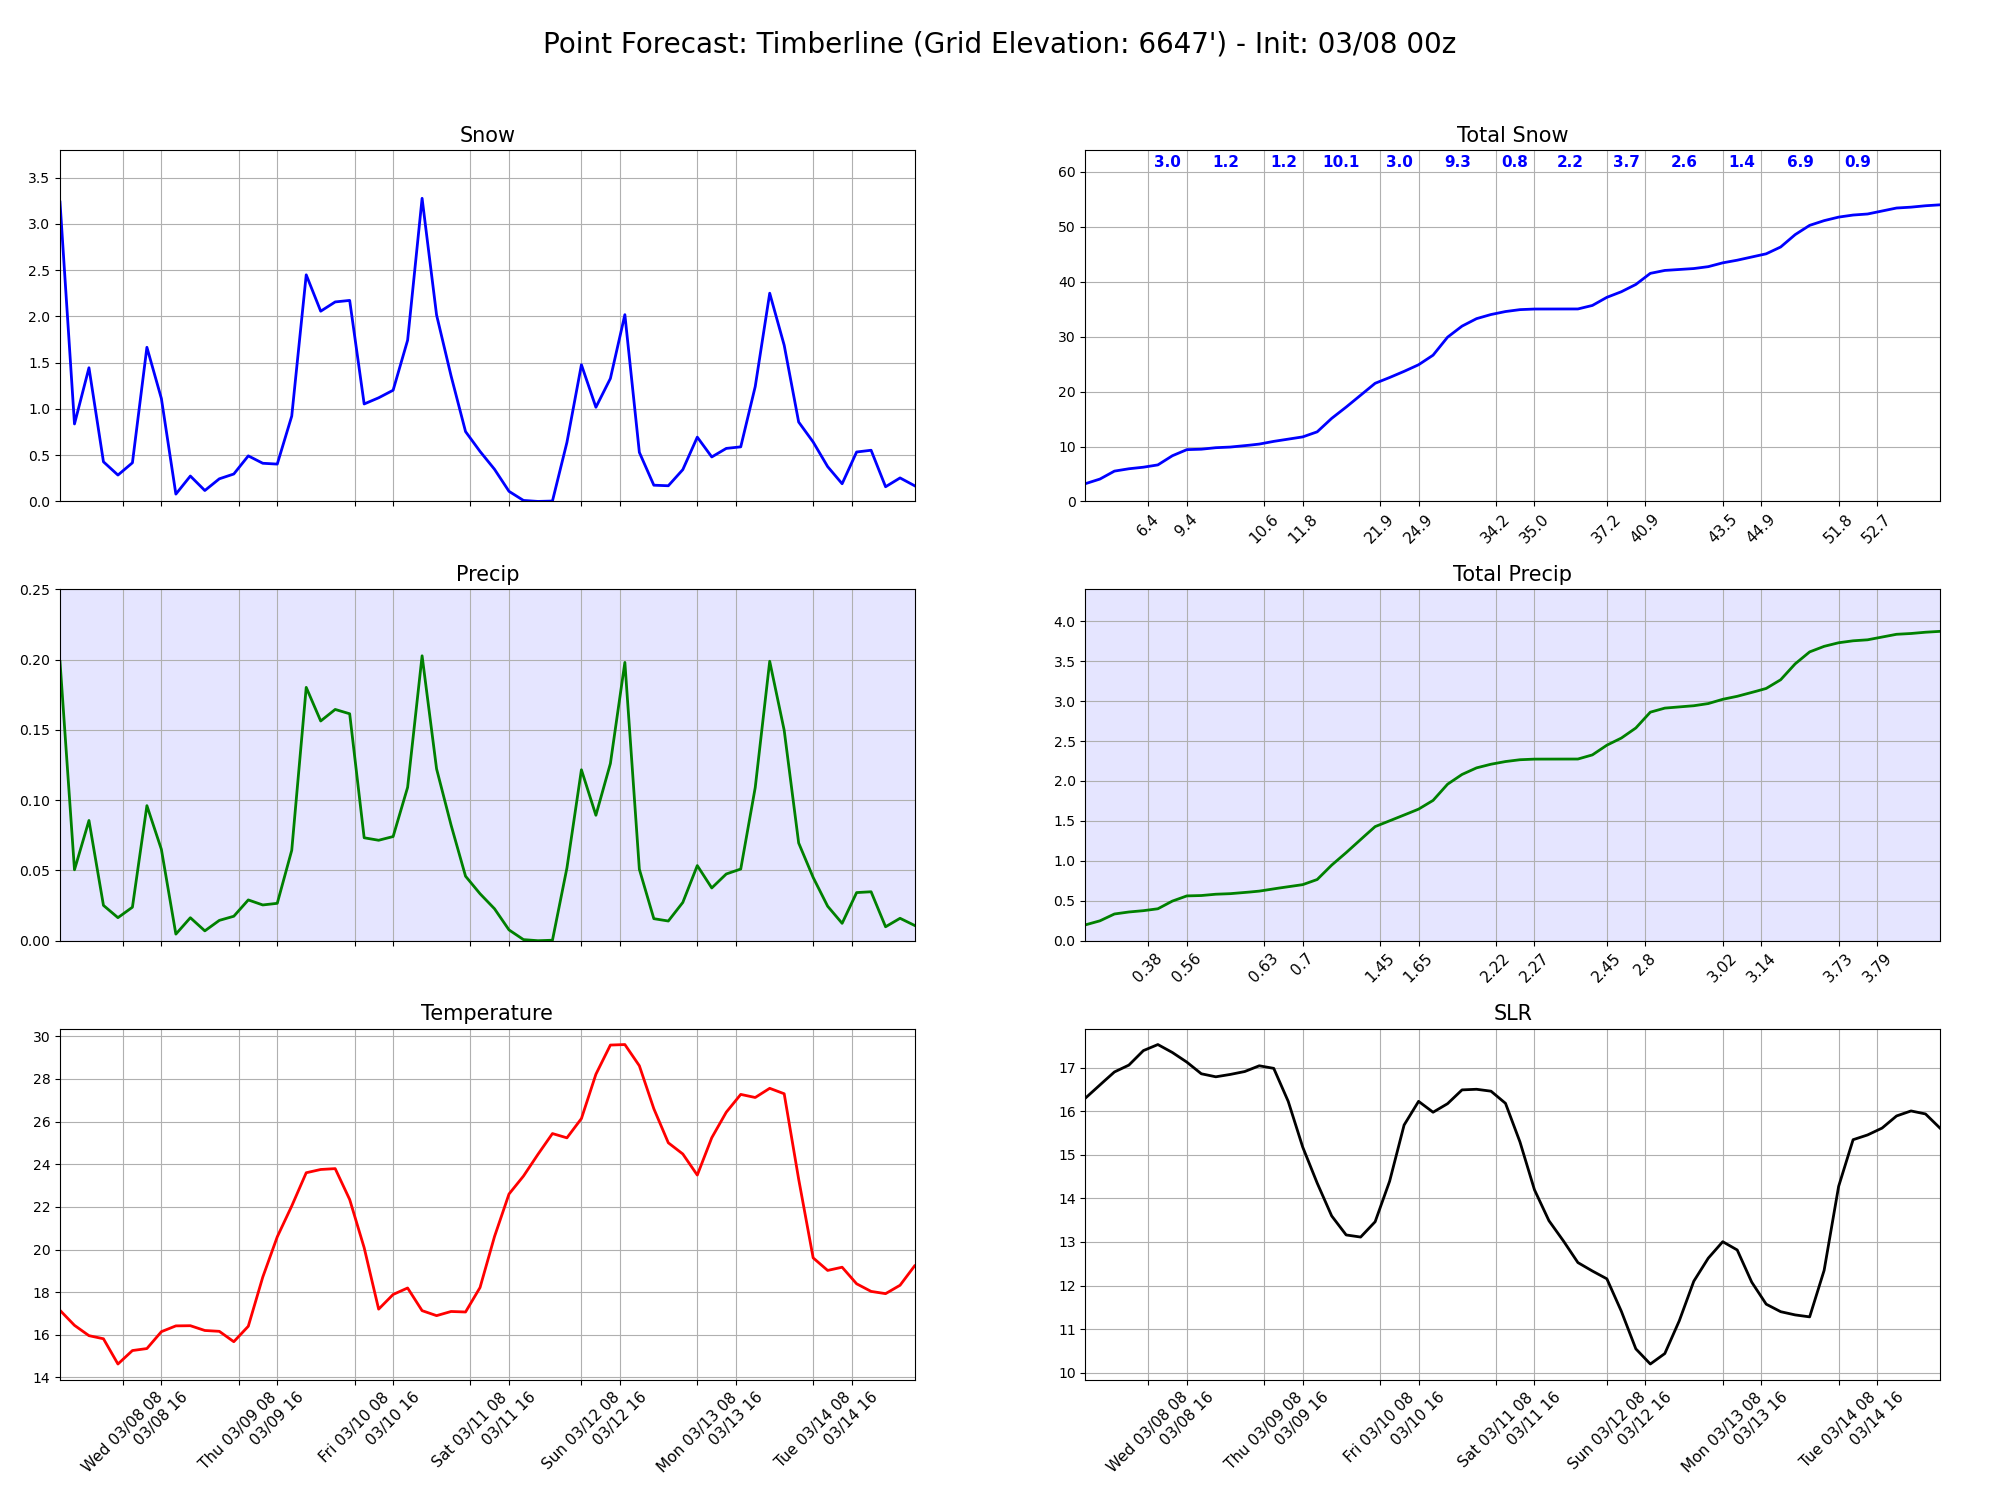 Point Forecast: Timberline (Grid Elevation: 6647') - Init: 03/08 00z
Snow
3.5
3.0
2.5
2.0
1.5
1.0
0.5
0.0
Total Snow
3.0 1.2 1.2 10.1 3.0 9.3 0.8 2.2 3.7 2.6 1.4 6.9 0.9
60
50
40
30
20
10
0
6.4 9.4 10.6 11.8 21.9 24.9 34.2 35.0 37.2 40.9 43.5 44.9 51.8 52.7
Precip
0.25
0.20
0.15
0.10
0.05
0.00
Total Precip
4.0
3.5
3.0
2.5
2.0
1.5
1.0
0.5
0.0
0.38 0.56 0.63 0.7 1.45 1.65 2.22 2.27 2.45 2.8 3.02 3.14 3.73 3.79
Temperature
30
28
26
24
22
20
18
16
14
Wed 03/08 08
03/08 16
Thu 03/09 08
03/09 16
Fri 03/10 08
03/10 16
Sat 03/11 08
03/11 16
Sun 03/12 08
03/12 16
Mon 03/13 08
03/13 16
Tue 03/14 08
03/14 16
SLR
17
16
15
14
13
12
11
10
Wed 03/08 08
03/08 16
Thu 03/09 08
03/09 16
Fri 03/10 08
03/10 16
Sat 03/11 08
03/11 16
Sun 03/12 08
03/12 16
Mon 03/13 08
03/13 16
Tue 03/14 08
03/14 16